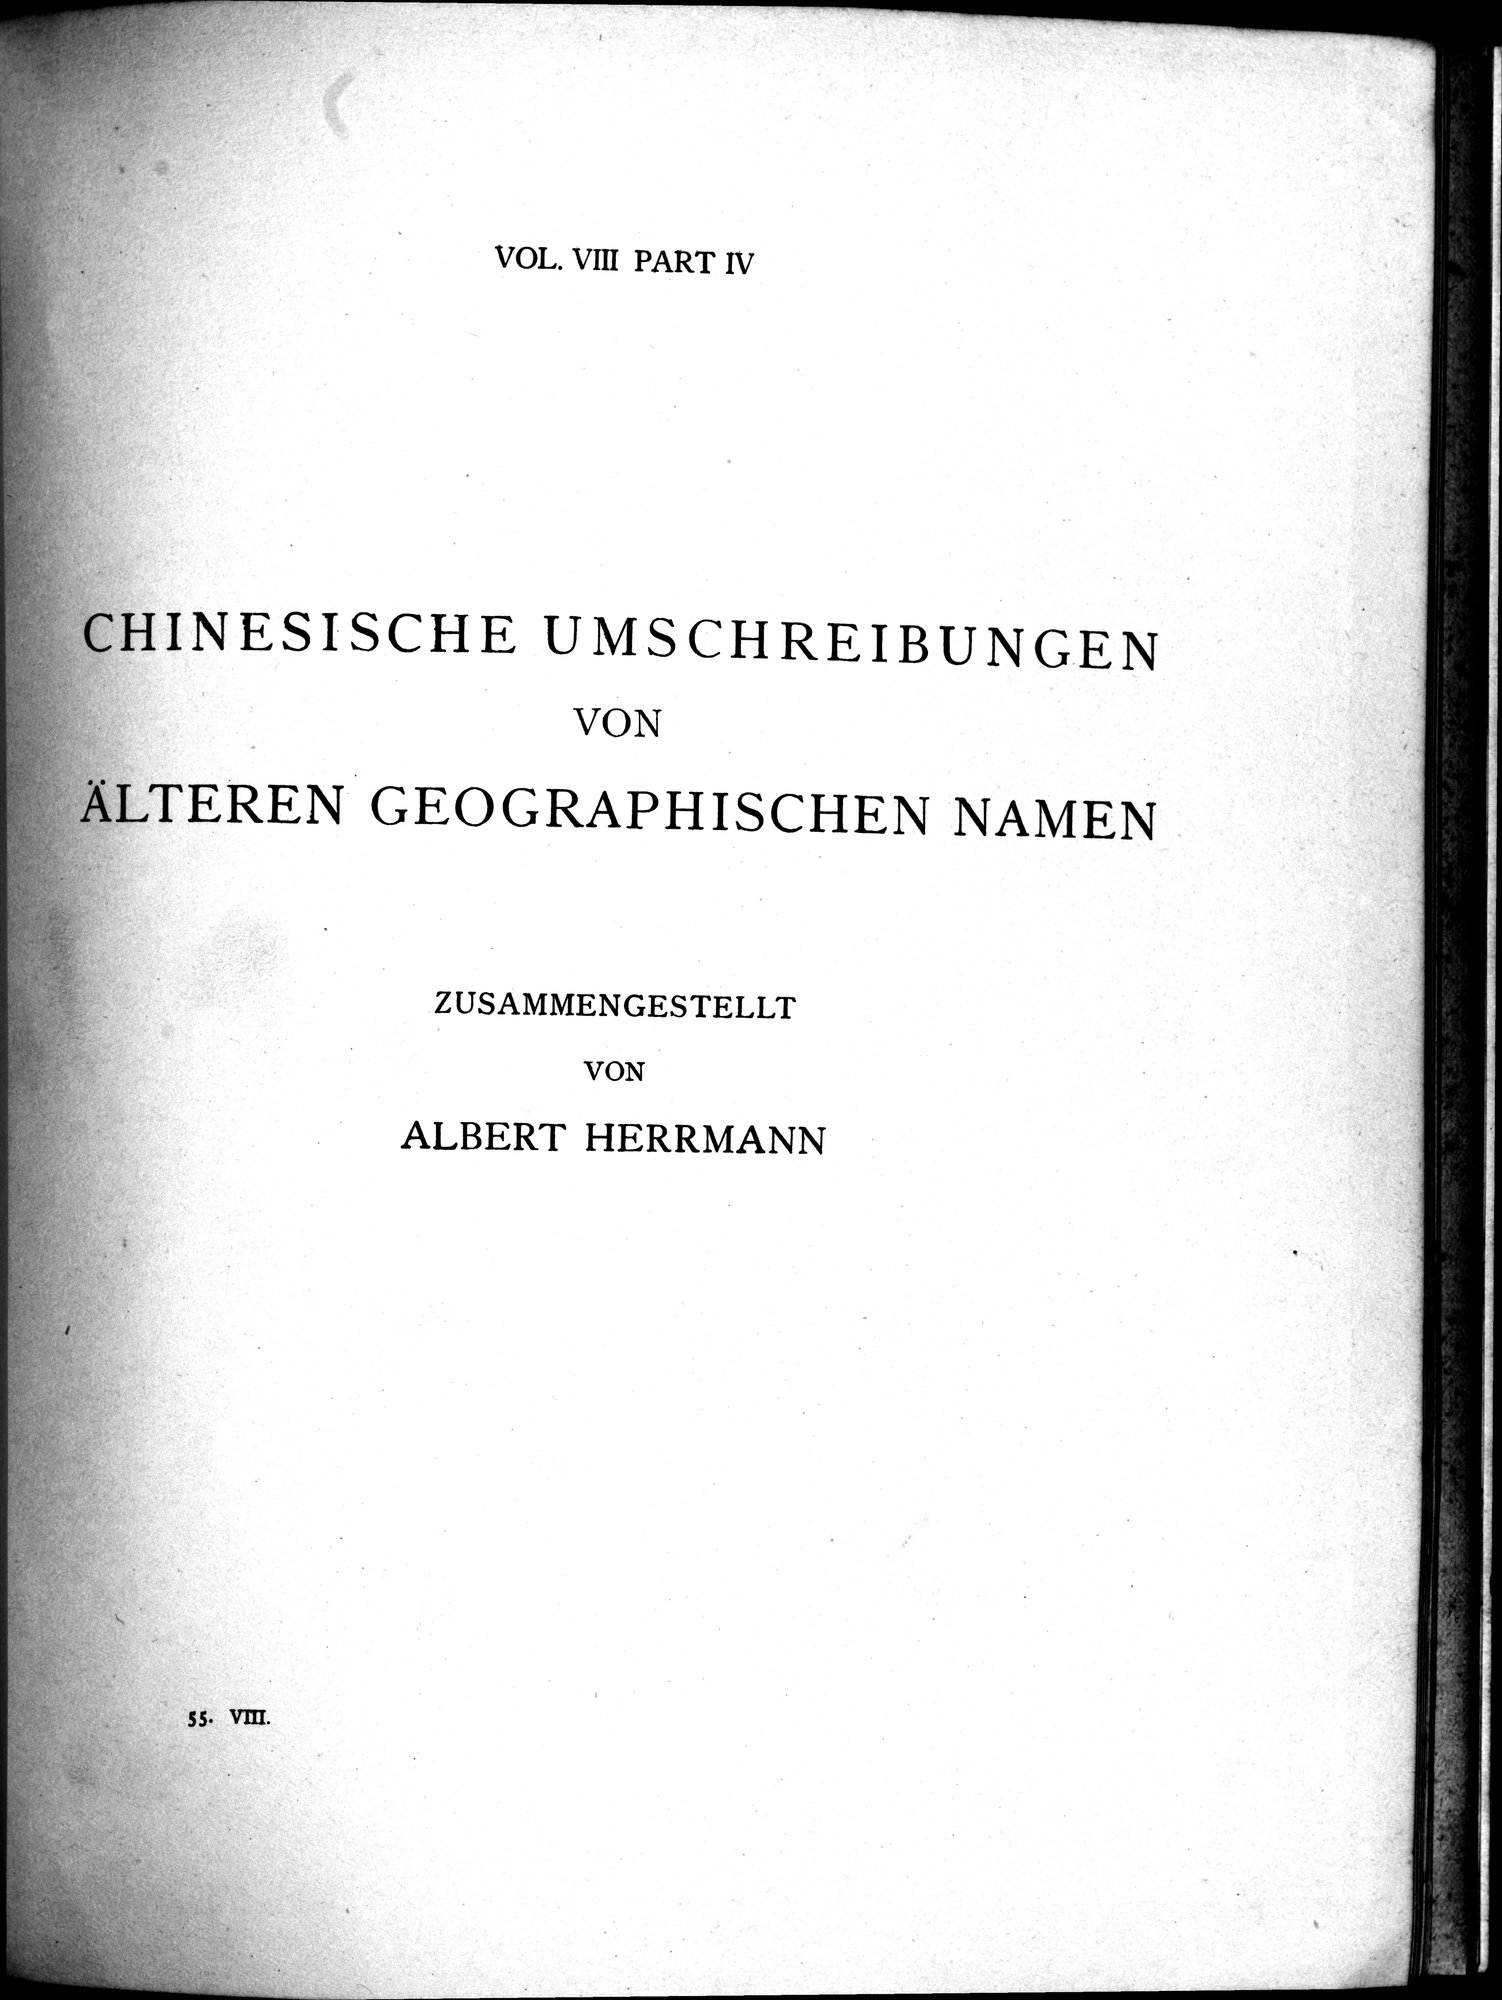 VOL. VIII PART IV
CHINESISCHE UMSCHREIBUNGEN
VON
ÄLTEREN GEOGRAPHISCHEN NAMEN
ZUSAMMENGESTELLT
VON
ALBERT HERRMANN
55. VIII.